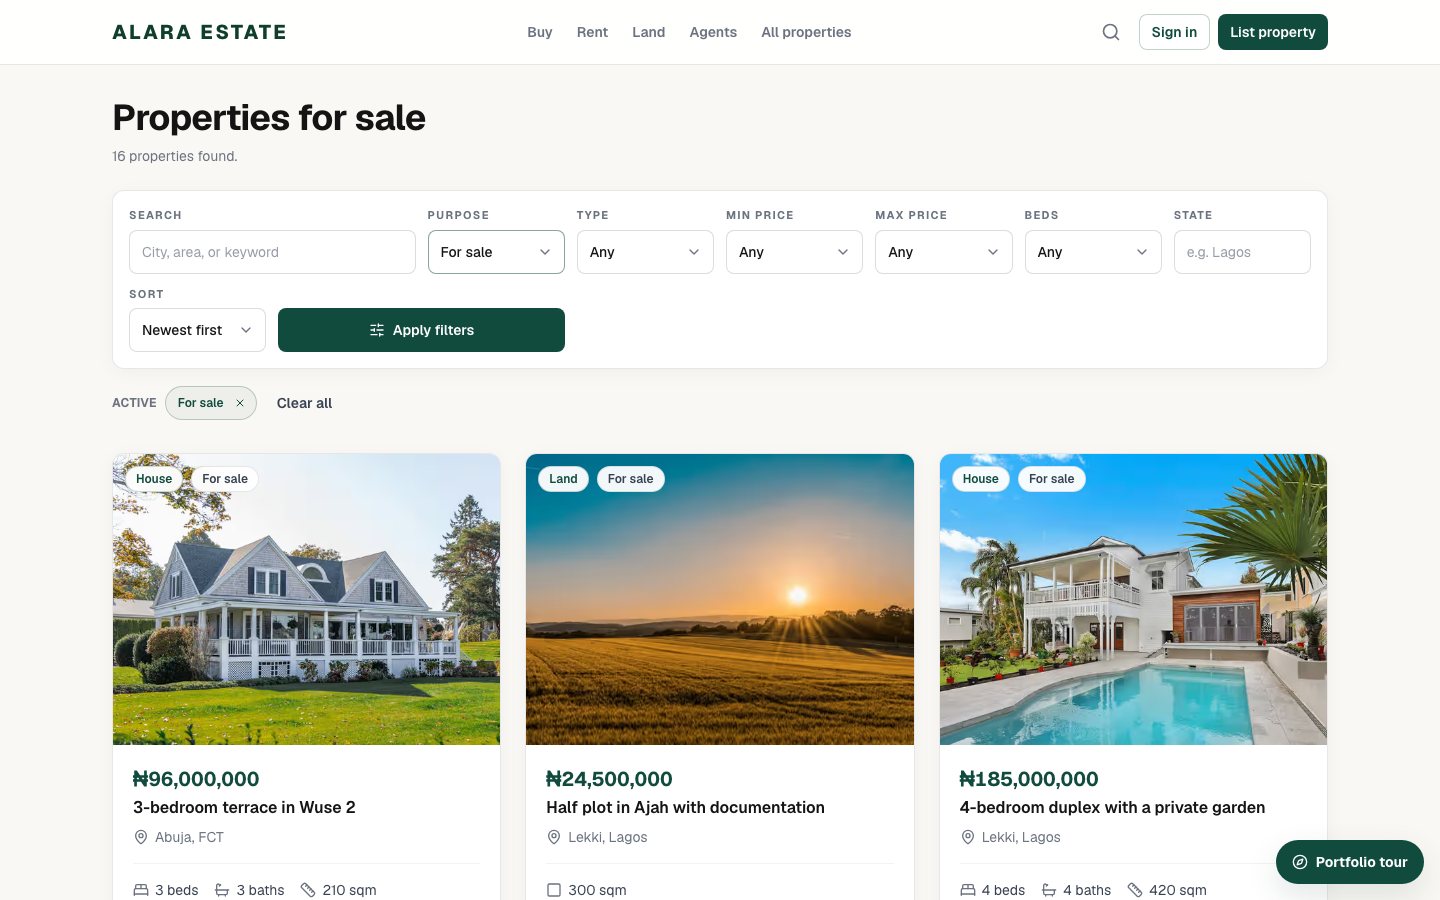 ALARA ESTATE
Buy Rent Land Agents All properties
Sign in
List property
Properties for sale
16 properties found.
SEARCH PURPOSE TYPE MIN PRICE MAX PRICE BEDS STATE
City, area, or keyword For sale Any Any Any Any e.g. Lagos
SORT
Newest first Apply filters
ACTIVE For sale Clear all
House For sale
₦96,000,000
3-bedroom terrace in Wuse 2
Abuja, FCT
3 beds 3 baths 210 sqm
Land For sale
₦24,500,000
Half plot in Ajah with documentation
Lekki, Lagos
300 sqm
House For sale
₦185,000,000
4-bedroom duplex with a private garden
Lekki, Lagos
4 beds 4 baths 420 sqm
Portfolio tour